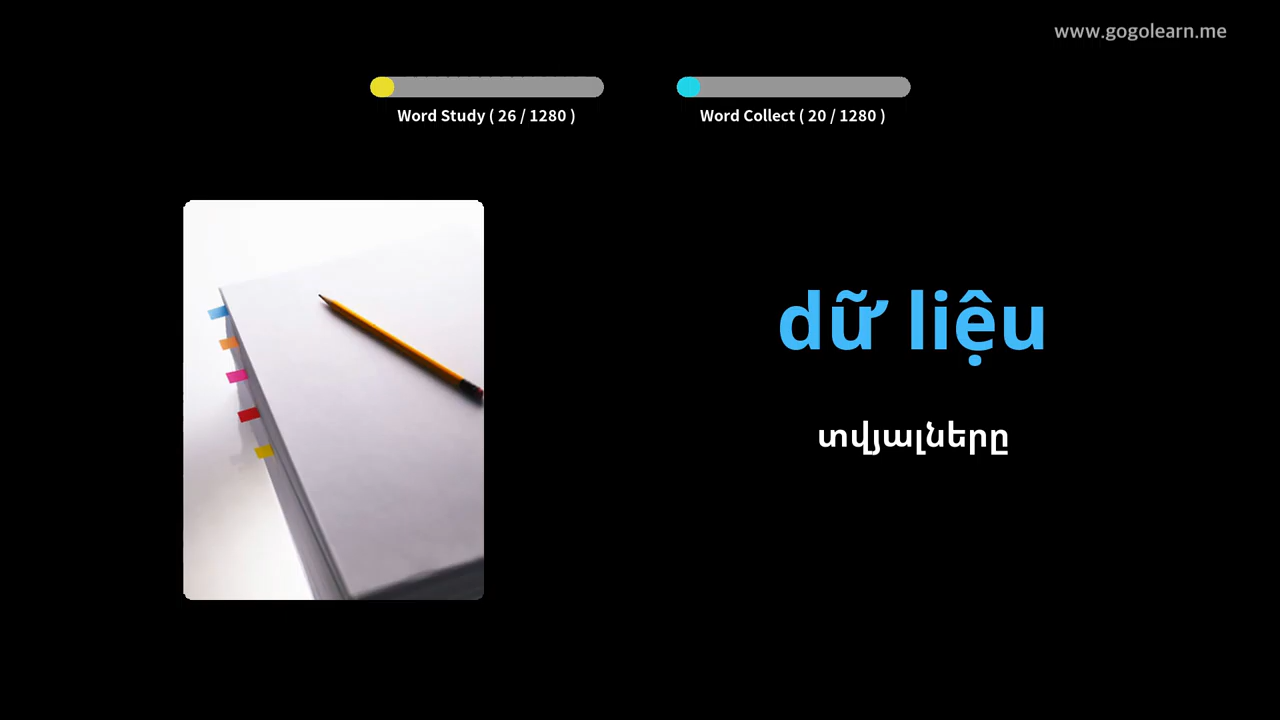 www.gogolearn.me
Word Study ( 26 / 1280 )
Word Collect ( 20 / 1280 )
dữ liệu
տվյալները